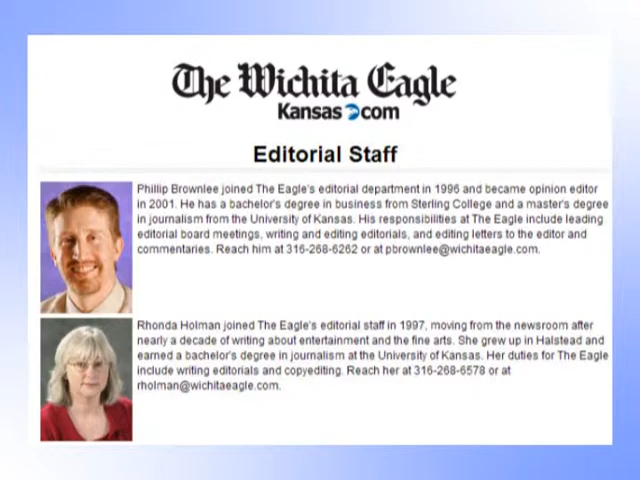 The Wichita Eagle
Kansas.com
Editorial Staff
Phillip Brownlee joined The Eagle's editorial department in 1996 and became opinion editor
in 2001. He has a bachelor's degree in business from Sterling College and a master's degree
in journalism from the University of Kansas. His responsibilities at The Eagle include leading
editorial board meetings, writing and editing editorials, and editing letters to the editor and
commentaries. Reach him at 316-268-6262 or at pbrownlee@wichitaeagle.com.
Rhonda Holman joined The Eagle's editorial staff in 1997, moving from the newsroom after
nearly a decade of writing about entertainment and the fine arts. She grew up in Halstead and
earned a bachelor's degree in journalism at the University of Kansas. Her duties for The Eagle
include writing editorials and copyediting. Reach her at 316-268-6578 or at
rholman@wichitaeagle.com.